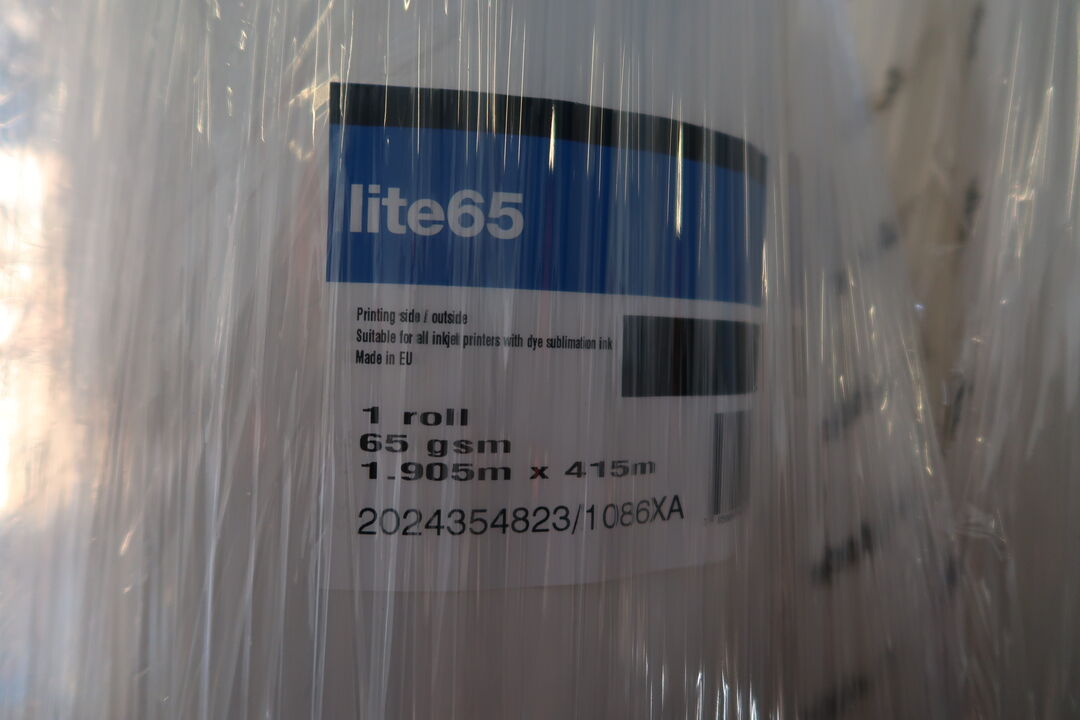 lite65
Printing side / outside
Suitable for all inkjet printers with dye sublimation ink
Made in EU
1 roll
65 gsm
1.905m x 415m
2024354823/1086XA